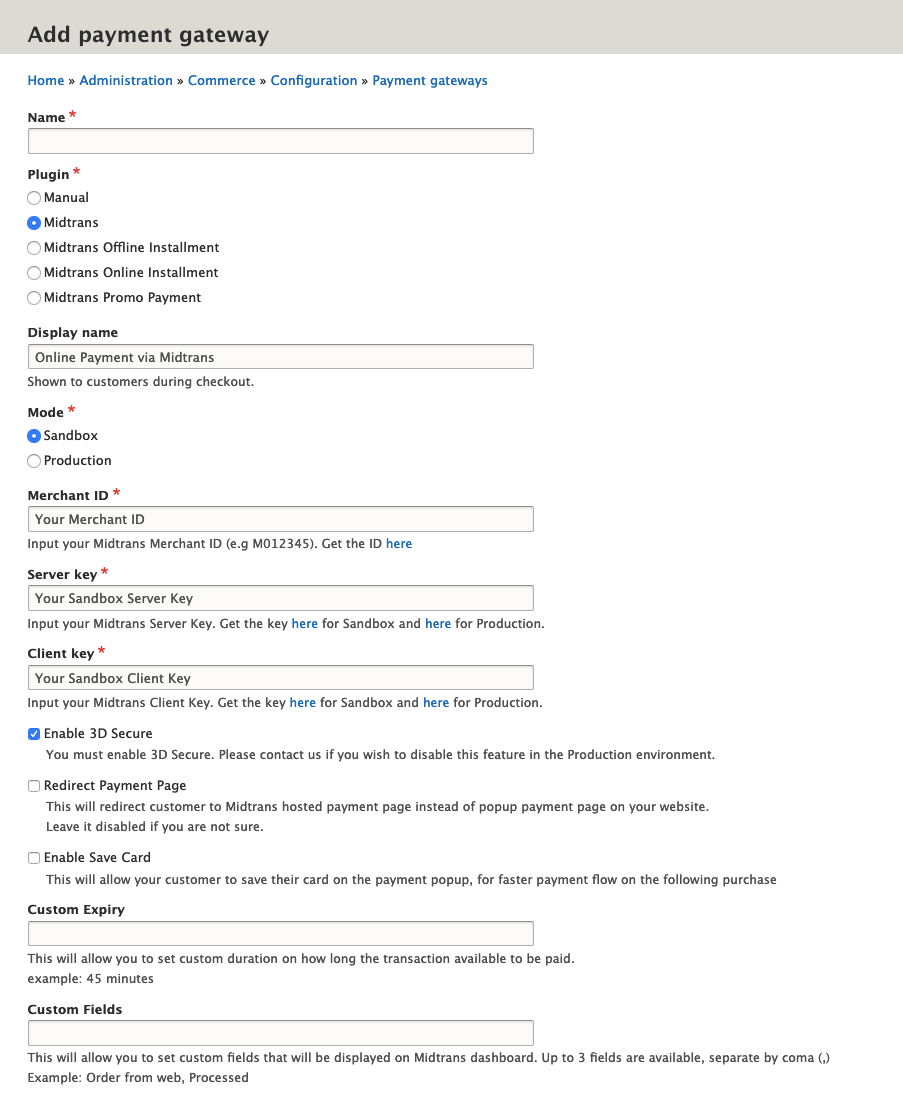 Add payment gateway
Home » Administration » Commerce » Configuration » Payment gateways
Name *
Plugin *
Manual
Midtrans
Midtrans Offline Installment
Midtrans Online Installment
Midtrans Promo Payment
Display name
Online Payment via Midtrans
Shown to customers during checkout.
Mode *
Sandbox
Production
Merchant ID *
Your Merchant ID
Input your Midtrans Merchant ID (e.g M012345). Get the ID here
Server key *
Your Sandbox Server Key
Input your Midtrans Server Key. Get the key here for Sandbox and here for Production.
Client key *
Your Sandbox Client Key
Input your Midtrans Client Key. Get the key here for Sandbox and here for Production.
Enable 3D Secure
You must enable 3D Secure. Please contact us if you wish to disable this feature in the Production environment.
Redirect Payment Page
This will redirect customer to Midtrans hosted payment page instead of popup payment page on your website.
Leave it disabled if you are not sure.
Enable Save Card
This will allow your customer to save their card on the payment popup, for faster payment flow on the following purchase
Custom Expiry
This will allow you to set custom duration on how long the transaction available to be paid.
example: 45 minutes
Custom Fields
This will allow you to set custom fields that will be displayed on Midtrans dashboard. Up to 3 fields are available, separate by coma (,)
Example: Order from web, Processed